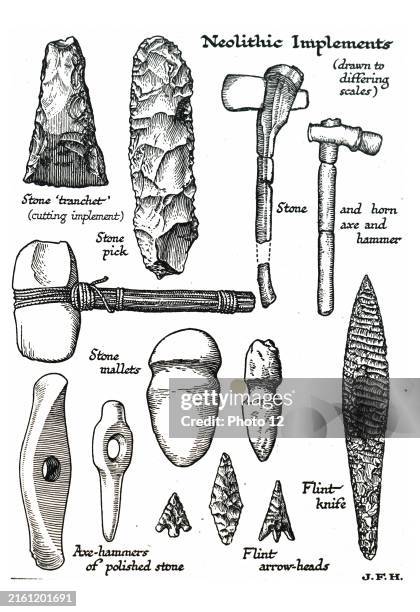 Neolithic Implements
(drawn to
differing
scales)
Stone 'tranchet'
(cutting implement)
Stone
pick
Stone
and horn
axe and
hammer
Stone
mallets
gettyimages
Credit: Photo 12
Flint
knife
Axe-hammers
of polished stone
Flint
arrow-heads
J.F.H.
2161201691